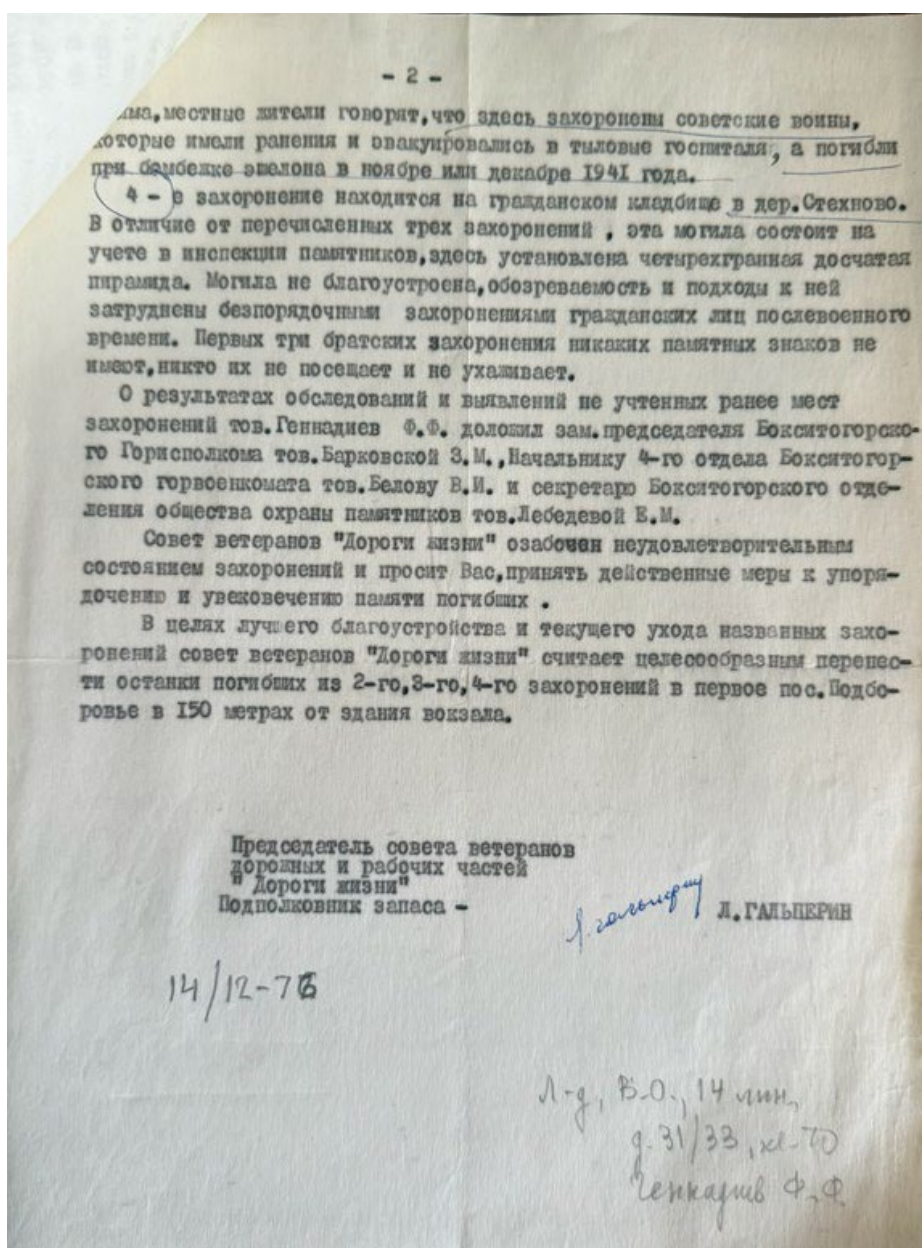 - 2 -
има, местные жители говорят, что здесь захоронены советские воины,
которые имели ранения и эвакуировались в тыловые госпиталя, а погибли
при бомбежке эшелона в ноябре или декабре 1941 года.
4 - е захоронение находится на гражданском кладбище в дер.Стехново.
В отличие от перечисленных трех захоронений , эта могила состоит на
учете в инспекции памятников,здесь установлена четырехгранная досчатая
пирамида. Могила не благоустроена,обозреваемость и подходы к ней
затруднены безпорядочными захоронениями гражданских лиц послевоенного
времени. Первых три братских захоронения никаких памятных знаков не
имеют,никто их не посещает и не ухаживает.
О результатах обследований и выявлений не учтенных ранее мест
захоронений тов.Геннадиев Ф.Ф. доложил зам.председателя Бокситогорско-
го Горисполкома тов.Барковской З.М.,Начальнику 4-го отдела Бокситогор-
ского горвоенкомата тов.Белову В.И. и секретарю Бокситогорского отде-
ления общества охраны памятников тов.Лебедевой Е.М.
Совет ветеранов "Дороги жизни" озабочен неудовлетворительным
состоянием захоронений и просит Вас,принять действенные меры к упоря-
дочению и увековечению памяти погибших .
В целях лучшего благоустройства и текущего ухода названных захо-
ронений совет ветеранов "Дороги жизни" считает целесообразным перенес-
ти останки погибших из 2-го,3-го,4-го захоронений в первое пос.Подбо-
ровье в 150 метрах от здания вокзала.
Председатель совета ветеранов
дорожных и рабочих частей
" Дороги жизни"
Подполковник запаса - Л.Гальперин Л.ГАЛЬПЕРИН
14/12-76
Л-д, В.О., 14 лин,
д. 31/33, кв-70
Геннадиев Ф.Ф.